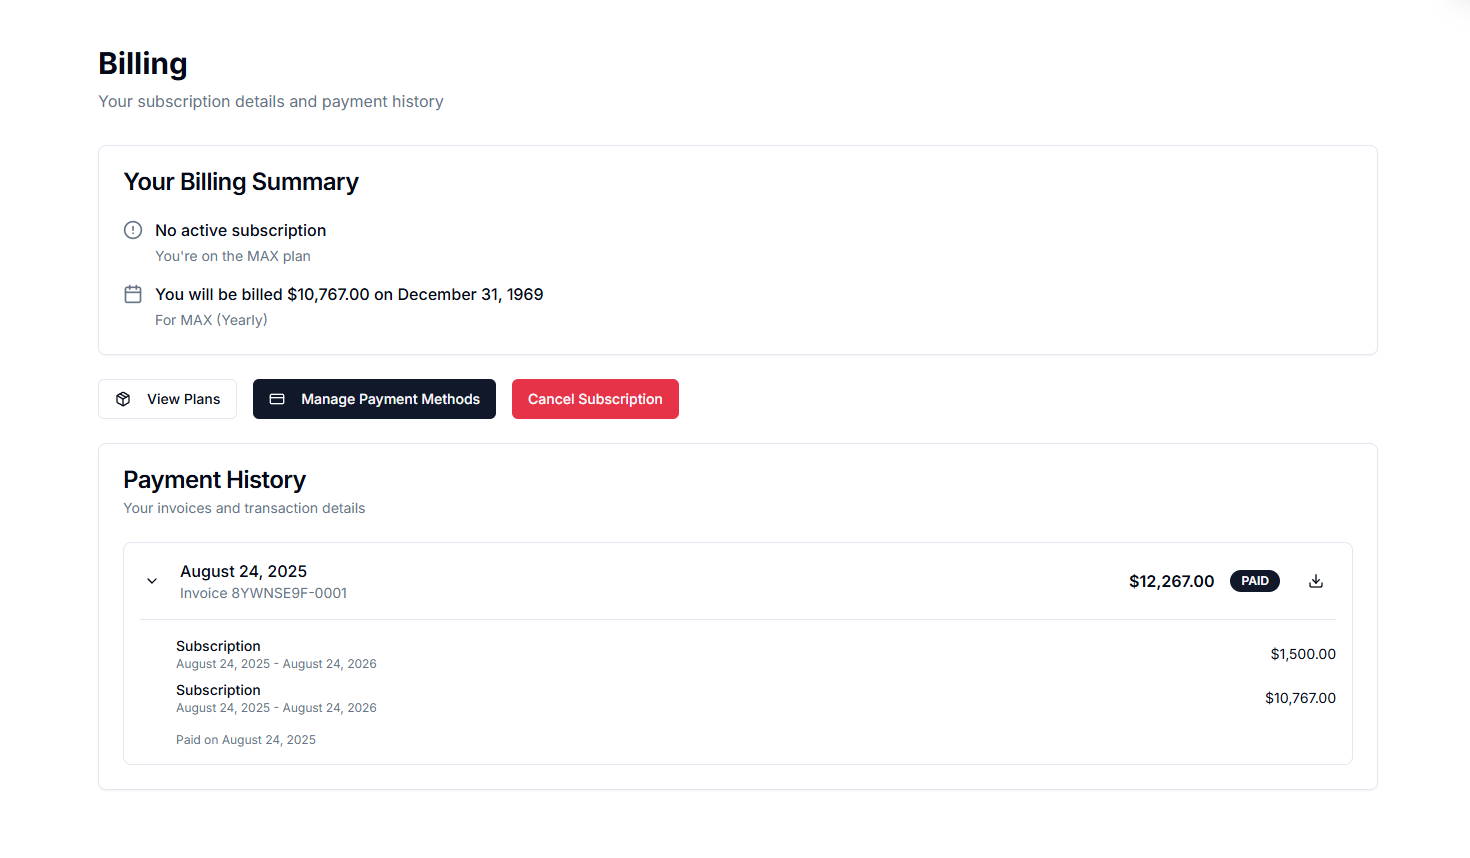 Billing
Your subscription details and payment history
Your Billing Summary
No active subscription
You're on the MAX plan
You will be billed $10,767.00 on December 31, 1969
For MAX (Yearly)
View Plans
Manage Payment Methods
Cancel Subscription
Payment History
Your invoices and transaction details
August 24, 2025
Invoice 8YWNSE9F-0001
$12,267.00
PAID
Subscription
August 24, 2025 - August 24, 2026
$1,500.00
Subscription
August 24, 2025 - August 24, 2026
$10,767.00
Paid on August 24, 2025